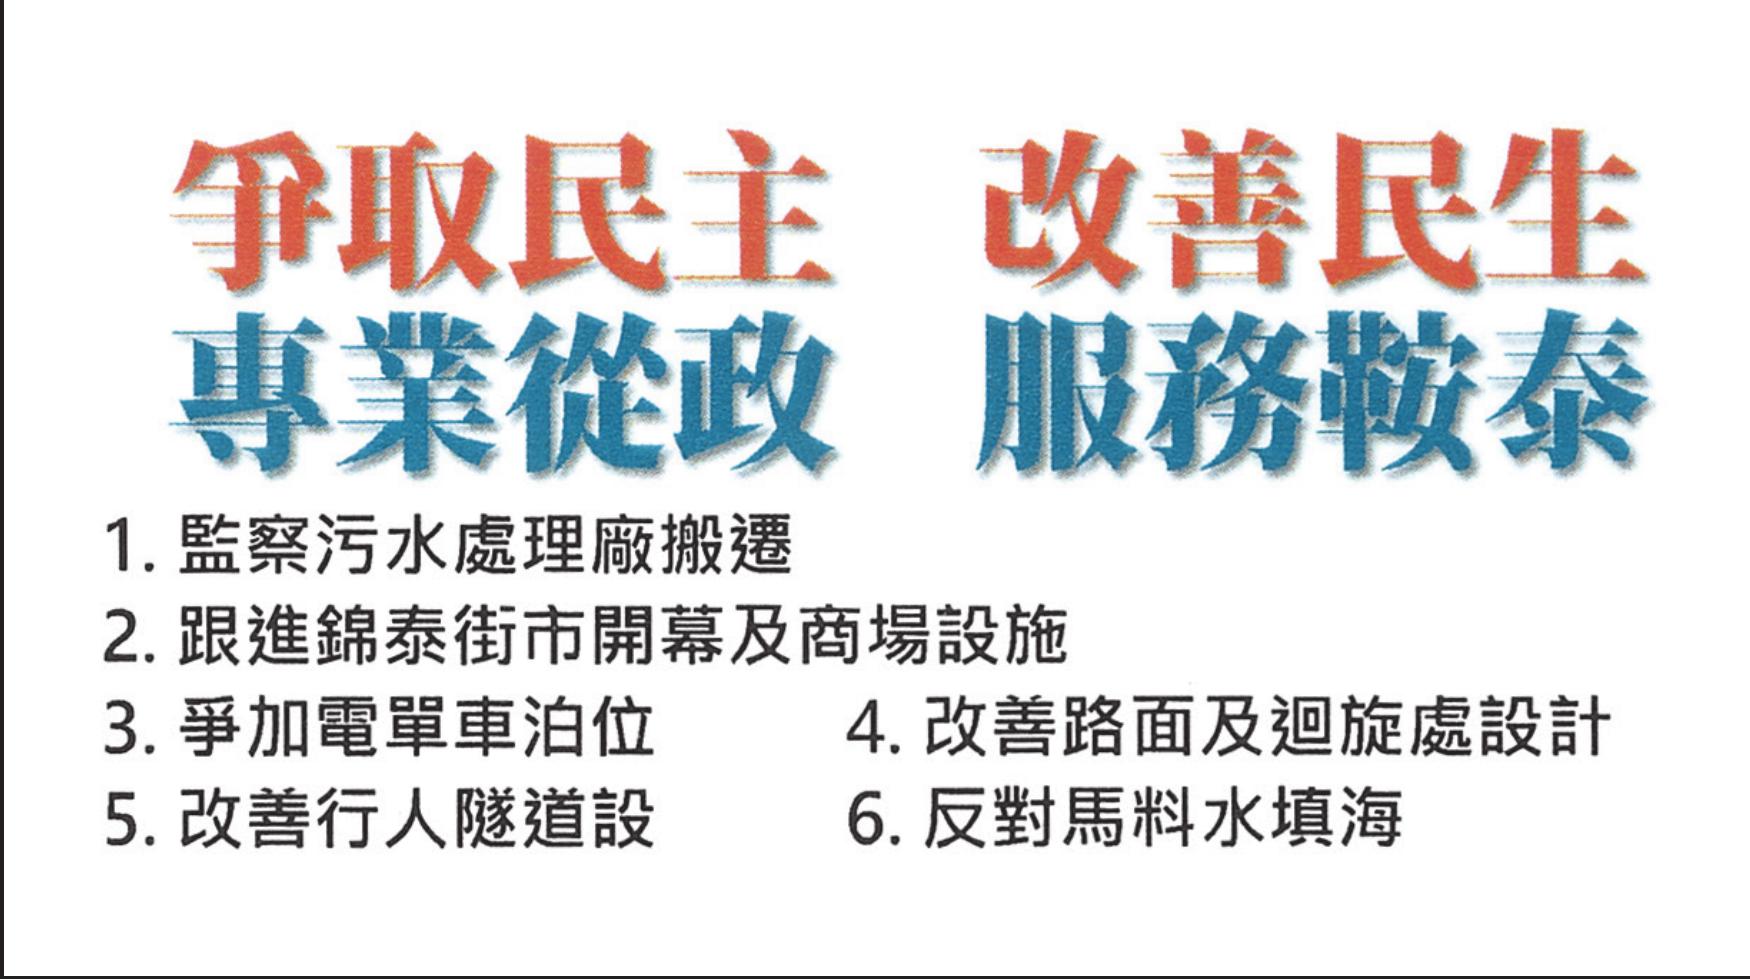 爭取民主 改善民生
專業從政 服務鞍泰
1. 監察污水處理廠搬遷
2. 跟進錦泰街市開幕及商場設施
3. 爭加電單車泊位 4. 改善路面及迴旋處設計
5. 改善行人隧道設 6. 反對馬料水填海